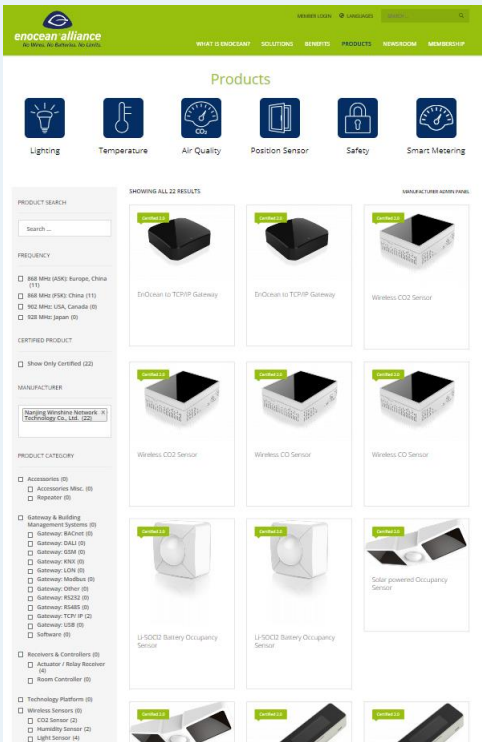 MEMBER LOGIN LANGUAGES Search...
enocean alliance
No Wires. No Batteries. No Limits.
WHAT IS ENOCEAN? SOLUTIONS BENEFITS PRODUCTS NEWSROOM MEMBERSHIP
Products
CO₂
Lighting Temperature Air Quality Position Sensor Safety Smart Metering
SHOWING ALL 22 RESULTS
MANUFACTURER ADMIN PANEL
PRODUCT SEARCH
Search ...
FREQUENCY
868 MHz (ASK): Europe, China
(11)
868 MHz (FSK): China (11)
902 MHz: USA, Canada (0)
928 MHz: Japan (0)
CERTIFIED PRODUCT
Show Only Certified (22)
MANUFACTURER
Nanjing Winshine Network X
Technology Co., Ltd. (22)
PRODUCT CATEGORY
Accessories (0)
Accessories Misc. (0)
Repeater (0)
Gateway & Building
Management Systems (0)
Gateway: BACnet (0)
Gateway: DALI (0)
Gateway: GSM (0)
Gateway: KNX (0)
Gateway: LON (0)
Gateway: Modbus (0)
Gateway: Other (0)
Gateway: RS232 (0)
Gateway: RS485 (0)
Gateway: TCP/ IP (2)
Gateway: USB (0)
Software (0)
Receivers & Controllers (0)
Actuator / Relay Receiver
(4)
Room Controller (0)
Technology Platform (0)
Wireless Sensors (0)
CO2 Sensor (2)
Humidity Sensor (2)
Light Sensor (4)
Certified 2.0
EnOcean to TCP/IP Gateway
Certified 2.0
EnOcean to TCP/IP Gateway
Certified 2.0
Wireless CO2 Sensor
Certified 2.0
Wireless CO2 Sensor
Certified 2.0
Wireless CO Sensor
Certified 2.0
Wireless CO Sensor
Certified 2.0
Li-SOCl2 Battery Occupancy
Sensor
Certified 2.0
Li-SOCl2 Battery Occupancy
Sensor
Certified 2.0
Solar powered Occupancy
Sensor
Certified 2.0
Certified 2.0
Certified 2.0